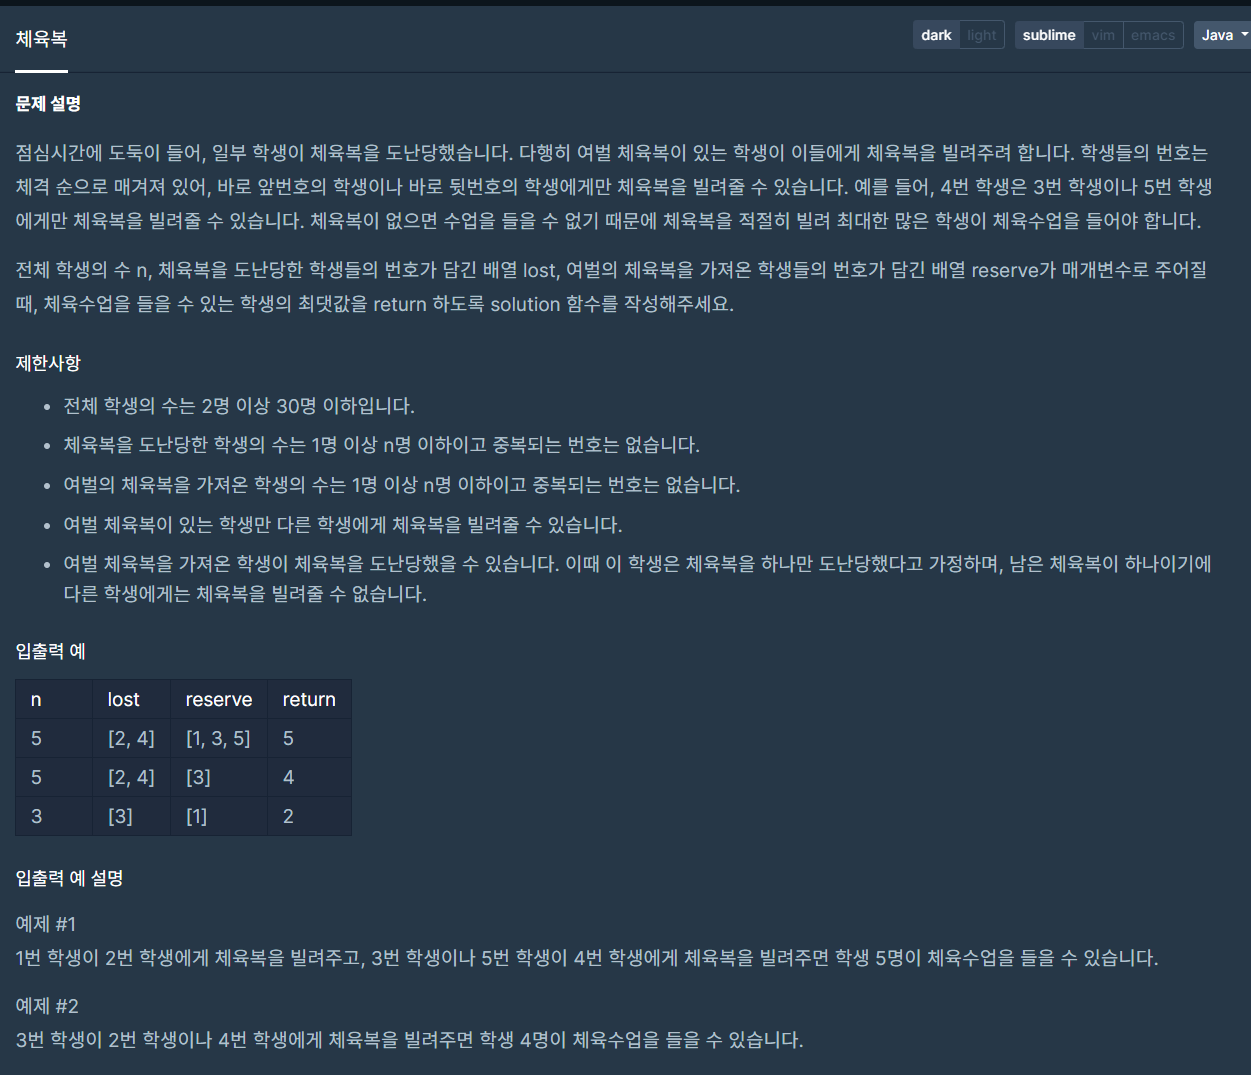 체육복
dark light sublime vim emacs Java
문제 설명
점심시간에 도둑이 들어, 일부 학생이 체육복을 도난당했습니다. 다행히 여벌 체육복이 있는 학생이 이들에게 체육복을 빌려주려 합니다. 학생들의 번호는
체격 순으로 매겨져 있어, 바로 앞번호의 학생이나 바로 뒷번호의 학생에게만 체육복을 빌려줄 수 있습니다. 예를 들어, 4번 학생은 3번 학생이나 5번 학생
에게만 체육복을 빌려줄 수 있습니다. 체육복이 없으면 수업을 들을 수 없기 때문에 체육복을 적절히 빌려 최대한 많은 학생이 체육수업을 들어야 합니다.
전체 학생의 수 n, 체육복을 도난당한 학생들의 번호가 담긴 배열 lost, 여벌의 체육복을 가져온 학생들의 번호가 담긴 배열 reserve가 매개변수로 주어질
때, 체육수업을 들을 수 있는 학생의 최댓값을 return 하도록 solution 함수를 작성해주세요.
제한사항
• 전체 학생의 수는 2명 이상 30명 이하입니다.
• 체육복을 도난당한 학생의 수는 1명 이상 n명 이하이고 중복되는 번호는 없습니다.
• 여벌의 체육복을 가져온 학생의 수는 1명 이상 n명 이하이고 중복되는 번호는 없습니다.
• 여벌 체육복이 있는 학생만 다른 학생에게 체육복을 빌려줄 수 있습니다.
• 여벌 체육복을 가져온 학생이 체육복을 도난당했을 수 있습니다. 이때 이 학생은 체육복을 하나만 도난당했다고 가정하며, 남은 체육복이 하나이기에
다른 학생에게는 체육복을 빌려줄 수 없습니다.
입출력 예
n lost reserve return
5 [2, 4] [1, 3, 5] 5
5 [2, 4] [3] 4
3 [3] [1] 2
입출력 예 설명
예제 #1
1번 학생이 2번 학생에게 체육복을 빌려주고, 3번 학생이나 5번 학생이 4번 학생에게 체육복을 빌려주면 학생 5명이 체육수업을 들을 수 있습니다.
예제 #2
3번 학생이 2번 학생이나 4번 학생에게 체육복을 빌려주면 학생 4명이 체육수업을 들을 수 있습니다.